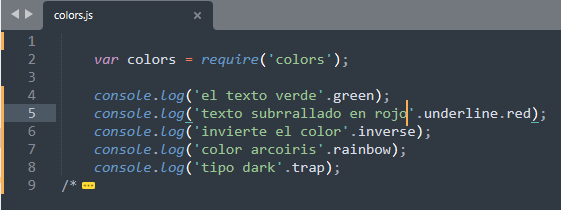 colors.js
1
2 var colors = require('colors');
3
4 console.log('el texto verde'.green);
5 console.log('texto subrrallado en rojo'.underline.red);
6 console.log('invierte el color'.inverse);
7 console.log('color arcoiris'.rainbow);
8 console.log('tipo dark'.trap);
9 /*